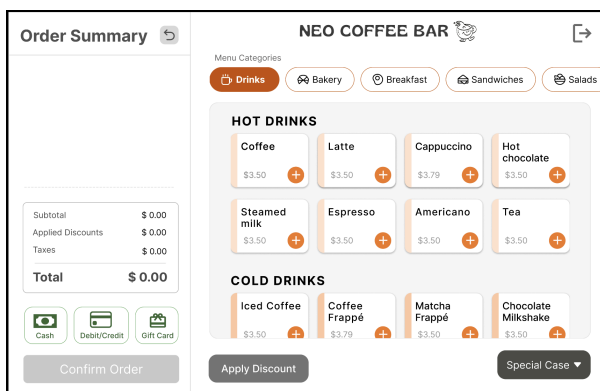 Order Summary
NEO COFFEE BAR
Menu Categories
Drinks
Bakery
Breakfast
Sandwiches
Salads
HOT DRINKS
Coffee
$3.50
Latte
$3.50
Cappuccino
$3.79
Hot
chocolate
$3.50
Steamed
milk
$3.50
Espresso
$3.50
Americano
$3.50
Tea
$3.50
COLD DRINKS
Iced Coffee
$3.50
Coffee
Frappé
$3.79
Matcha
Frappé
$3.50
Chocolate
Milkshake
$3.50
Subtotal $ 0.00
Applied Discounts $ 0.00
Taxes $ 0.00
Total $ 0.00
Cash
Debit/Credit
Gift Card
Confirm Order
Apply Discount
Special Case